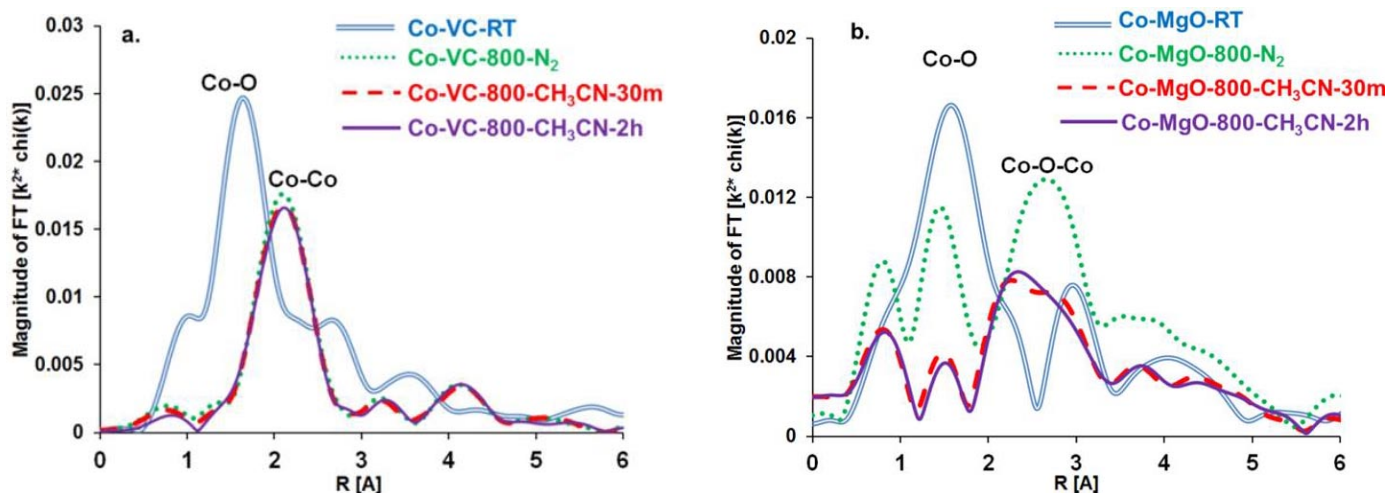 a.
Co-VC-RT
Co-VC-800-N₂
Co-VC-800-CH₃CN-30m
Co-VC-800-CH₃CN-2h
Co-O
Co-Co
Magnitude of FT [k²* chi(k)]
0.03
0.025
0.02
0.015
0.01
0.005
0
0 1 2 3 4 5 6
R [A]
b.
Co-MgO-RT
Co-MgO-800-N₂
Co-MgO-800-CH₃CN-30m
Co-MgO-800-CH₃CN-2h
Co-O
Co-O-Co
Magnitude of FT [k²* chi(k)]
0.02
0.016
0.012
0.008
0.004
0
0 1 2 3 4 5 6
R [A]